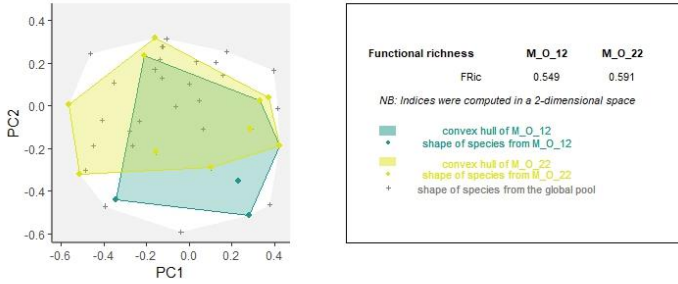 0.4
0.2
0.0
-0.2
-0.4
-0.6
PC2
-0.6 -0.4 -0.2 0.0 0.2 0.4
PC1
Functional richness M_O_12 M_O_22
FRic 0.549 0.591
NB: Indices were computed in a 2-dimensional space
convex hull of M_O_12
shape of species from M_O_12
convex hull of M_O_22
shape of species from M_O_22
shape of species from the global pool